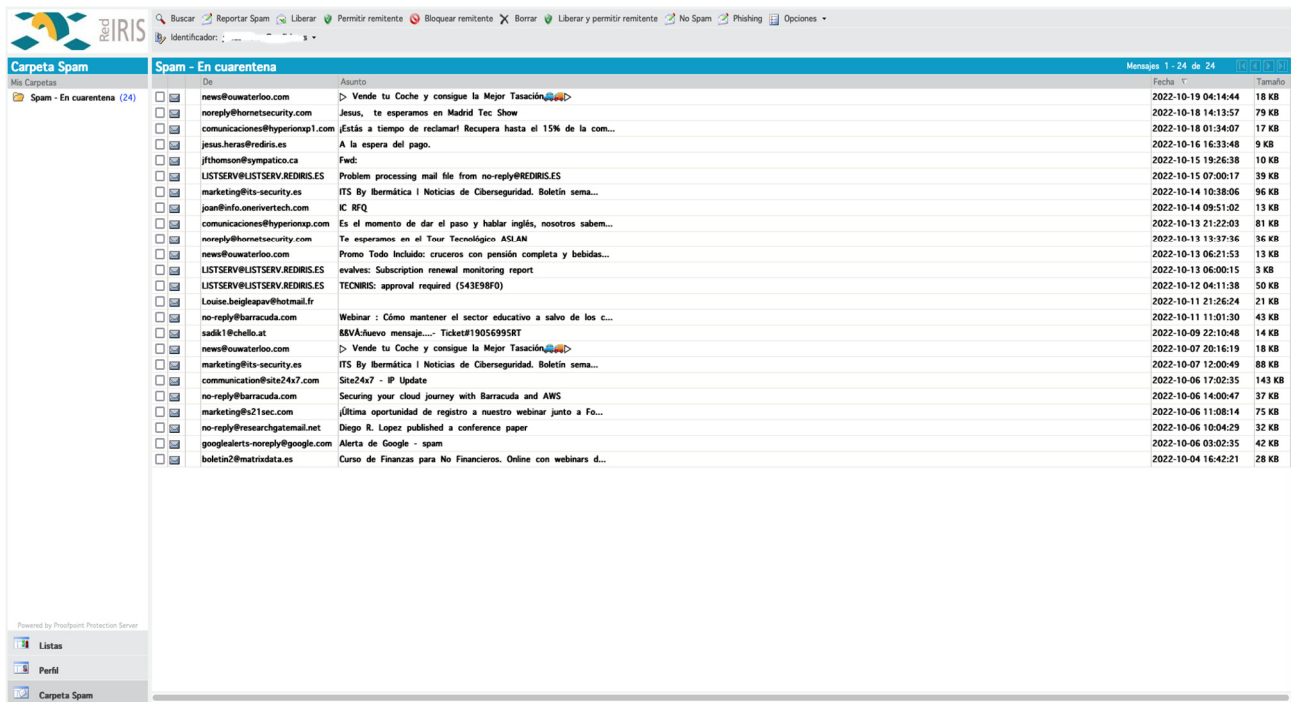 Red IRIS
Buscar Reportar Spam Liberar Permitir remitente Bloquear remitente Borrar Liberar y permitir remitente No Spam Phishing Opciones
Identificador:
Carpeta Spam
Mis Carpetas
Spam - En cuarentena (24)
Spam - En cuarentena Mensajes 1 - 24 de 24
De Asunto Fecha Tamaño
news@ouwaterloo.com ▷ Vende tu Coche y consigue la Mejor Tasación🚙🚚▷ 2022-10-19 04:14:44 18 KB
noreply@hornetsecurity.com Jesus, te esperamos en Madrid Tec Show 2022-10-18 14:13:57 79 KB
comunicaciones@hyperionxp1.com ¡Estás a tiempo de reclamar! Recupera hasta el 15% de la com... 2022-10-18 01:34:07 17 KB
jesus.heras@rediris.es A la espera del pago. 2022-10-16 16:33:48 9 KB
jfthomson@sympatico.ca Fwd: 2022-10-15 19:26:38 10 KB
LISTSERV@LISTSERV.REDIRIS.ES Problem processing mail file from no-reply@REDIRIS.ES 2022-10-15 07:00:17 39 KB
marketing@its-security.es ITS By Ibermática | Noticias de Ciberseguridad. Boletín sema... 2022-10-14 10:38:06 96 KB
joan@info.onerivertech.com IC RFQ 2022-10-14 09:51:02 13 KB
comunicaciones@hyperionxp.com Es el momento de dar el paso y hablar inglés, nosotros sabem... 2022-10-13 21:22:03 81 KB
noreply@hornetsecurity.com Te esperamos en el Tour Tecnológico ASLAN 2022-10-13 13:37:36 36 KB
news@ouwaterloo.com Promo Todo Incluido: cruceros con pensión completa y bebidas... 2022-10-13 06:21:53 13 KB
LISTSERV@LISTSERV.REDIRIS.ES evalves: Subscription renewal monitoring report 2022-10-13 06:00:15 3 KB
LISTSERV@LISTSERV.REDIRIS.ES TECNIRIS: approval required (543E98F0) 2022-10-12 04:11:38 50 KB
Louise.beigleapav@hotmail.fr 2022-10-11 21:26:24 21 KB
no-reply@barracuda.com Webinar : Cómo mantener el sector educativo a salvo de los c... 2022-10-11 11:01:30 43 KB
sadik1@chello.at ßßVÀ:ñuevo mensaje....- Ticket#19056995RT 2022-10-09 22:10:48 14 KB
news@ouwaterloo.com ▷ Vende tu Coche y consigue la Mejor Tasación🚙🚚▷ 2022-10-07 20:16:19 18 KB
marketing@its-security.es ITS By Ibermática | Noticias de Ciberseguridad. Boletín sema... 2022-10-07 12:00:49 88 KB
communication@site24x7.com Site24x7 - IP Update 2022-10-06 17:02:35 143 KB
no-reply@barracuda.com Securing your cloud journey with Barracuda and AWS 2022-10-06 14:00:47 37 KB
marketing@s21sec.com ¡Última oportunidad de registro a nuestro webinar junto a Fo... 2022-10-06 11:08:14 75 KB
no-reply@researchgatemail.net Diego R. Lopez published a conference paper 2022-10-06 10:04:29 32 KB
googlealerts-noreply@google.com Alerta de Google - spam 2022-10-06 03:02:35 42 KB
boletin2@matrixdata.es Curso de Finanzas para No Financieros. Online con webinars d... 2022-10-04 16:42:21 28 KB
Powered by Proofpoint Protection Server
Listas
Perfil
Carpeta Spam